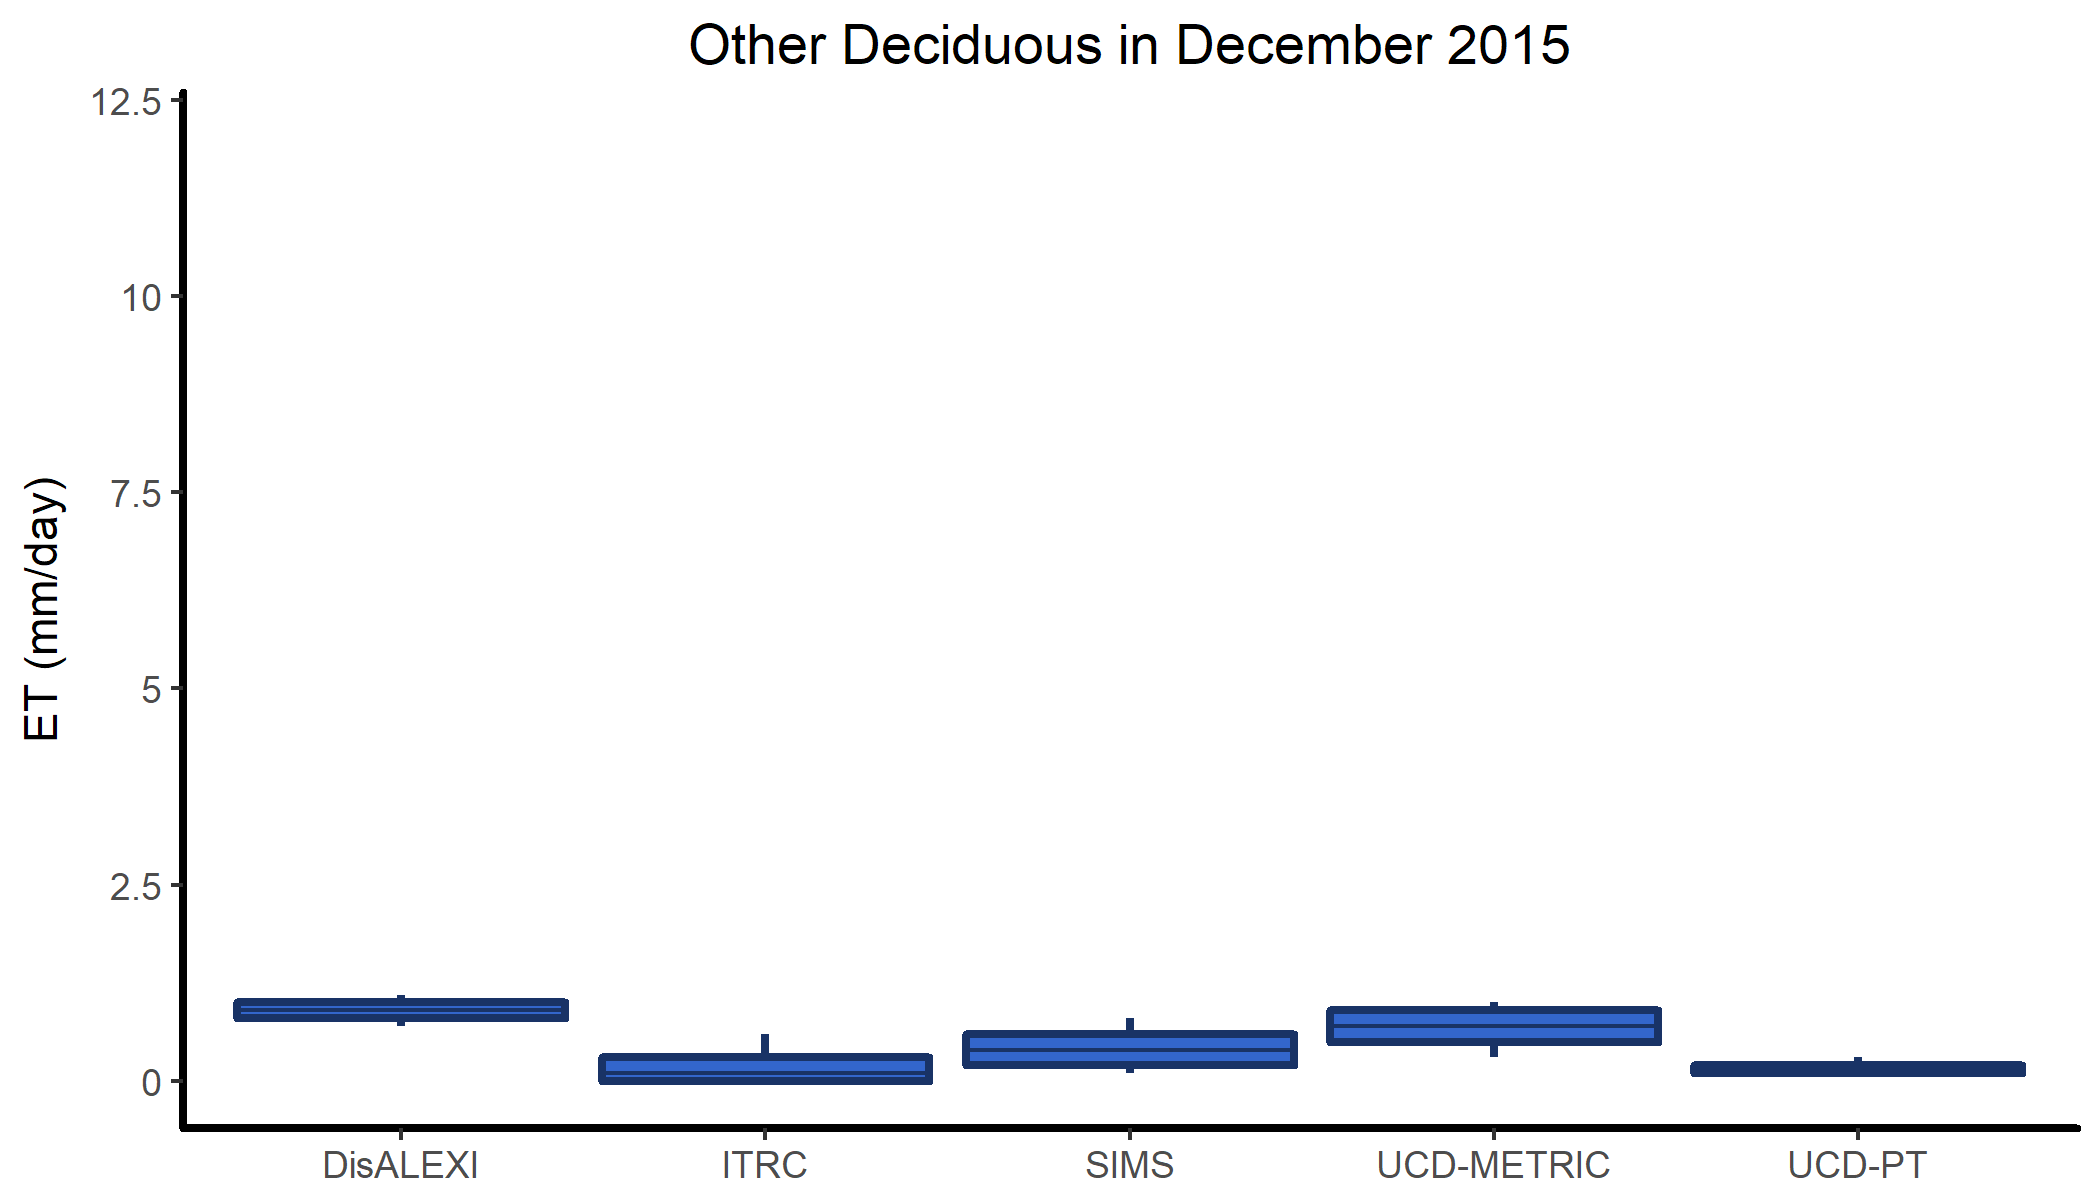 Other Deciduous in December 2015
12.5
10
7.5
5
2.5
0
ET (mm/day)
DisALEXI ITRC SIMS UCD-METRIC UCD-PT